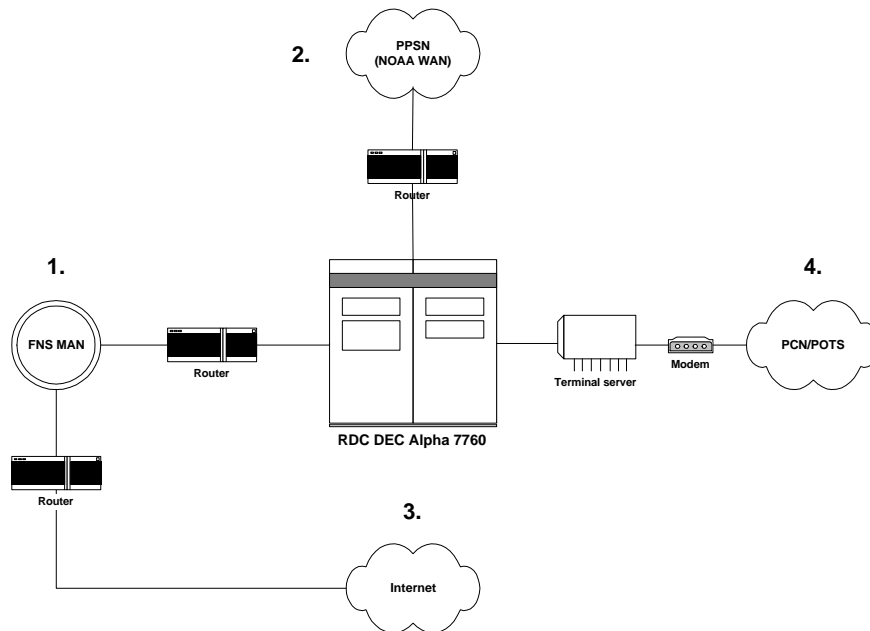 2.
PPSN
(NOAA WAN)
Router
1.
4.
FNS MAN
Router
Terminal server
Modem
PCN/POTS
RDC DEC Alpha 7760
Router
3.
Internet